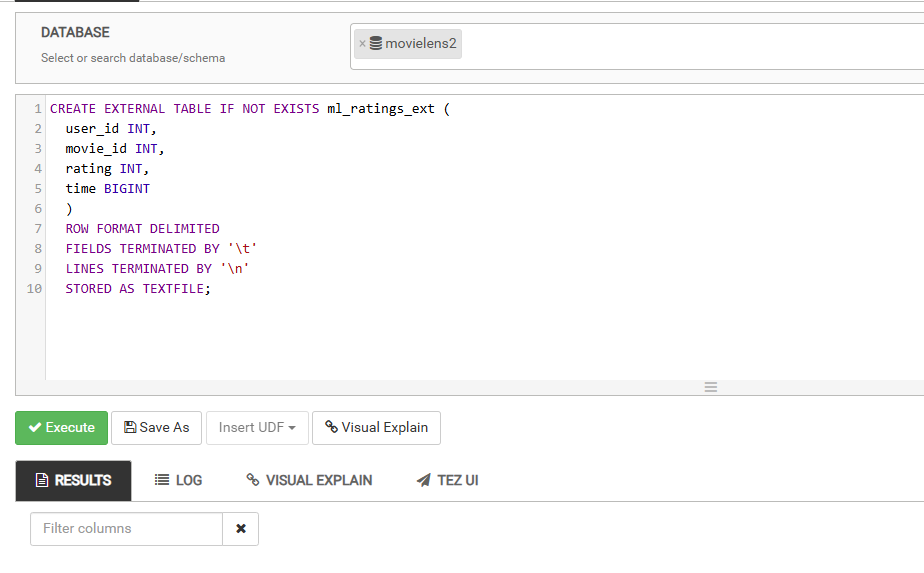 DATABASE
Select or search database/schema
× movielens2
1 CREATE EXTERNAL TABLE IF NOT EXISTS ml_ratings_ext (
2 user_id INT,
3 movie_id INT,
4 rating INT,
5 time BIGINT
6 )
7 ROW FORMAT DELIMITED
8 FIELDS TERMINATED BY '\t'
9 LINES TERMINATED BY '\n'
10 STORED AS TEXTFILE;
Execute Save As Insert UDF Visual Explain
RESULTS LOG VISUAL EXPLAIN TEZ UI
Filter columns